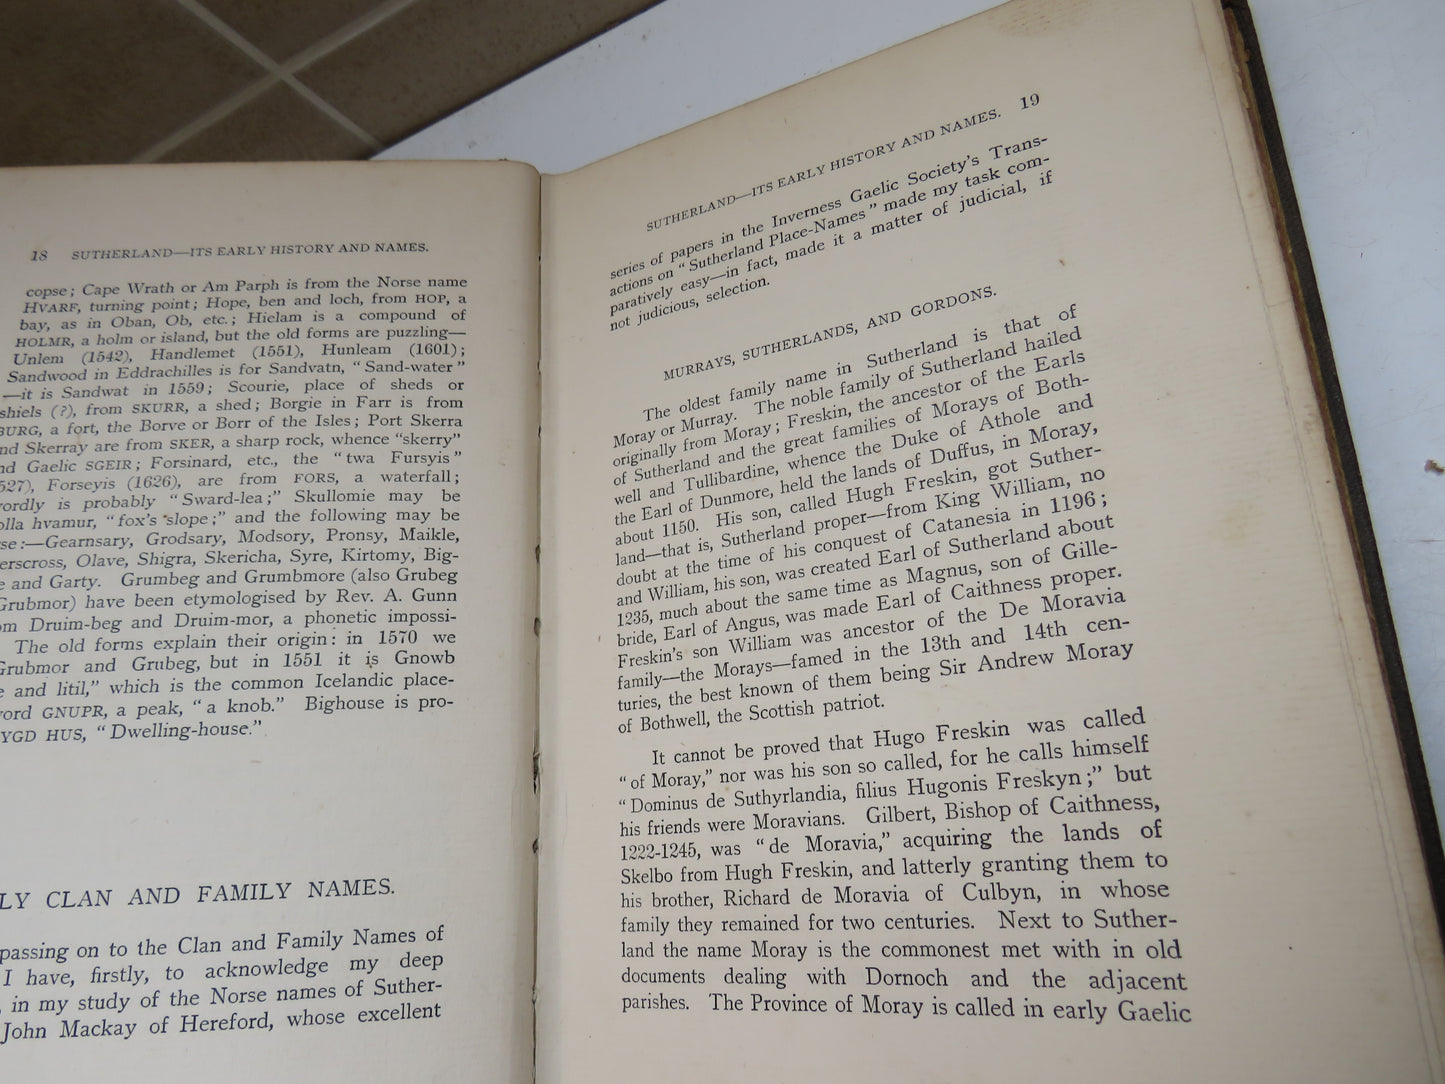 18 SUTHERLAND—ITS EARLY HISTORY AND NAMES.
copse; Cape Wrath or Am Parph is from the Norse name
HVARF, turning point; Hope, ben and loch, from HOP, a
bay, as in Oban, Ob, etc.; Hielam is a compound of
HOLMR, a holm or island, but the old forms are puzzling—
Unlem (1542), Handlemet (1551), Hunleam (1601);
Sandwood in Eddrachilles is for Sandvatn, "Sand-water"
—it is Sandwat in 1559; Scourie, place of sheds or
shiels (?), from SKURR, a shed; Borgie in Farr is from
BURG, a fort, the Borve or Borr of the Isles; Port Skerra
nd Skerray are from SKER, a sharp rock, whence "skerry"
nd Gaelic SGEIR; Forsinard, etc., the "twa Fursyis"
527), Forseyis (1626), are from FORS, a waterfall;
wordly is probably "Sward-lea;" Skullomie may be
olla hvamur, "fox's slope;" and the following may be
se:—Gearnsary, Grodsary, Modsory, Pronsy, Maikle,
erscross, Olave, Shigra, Skericha, Syre, Kirtomy, Big-
e and Garty. Grumbeg and Grumbmore (also Grubeg
Grubmor) have been etymologised by Rev. A. Gunn
om Druim-beg and Druim-mor, a phonetic impossi-
The old forms explain their origin: in 1570 we
Grubmor and Grubeg, but in 1551 it is Gnowb
e and litil," which is the common Icelandic place-
word GNUPR, a peak, "a knob." Bighouse is pro-
YGD HUS, "Dwelling-house."
LY CLAN AND FAMILY NAMES.
passing on to the Clan and Family Names of
I have, firstly, to acknowledge my deep
, in my study of the Norse names of Suther-
John Mackay of Hereford, whose excellent
SUTHERLAND—ITS EARLY HISTORY AND NAMES. 19
series of papers in the Inverness Gaelic Society's Trans-
actions on "Sutherland Place-Names" made my task com-
paratively easy—in fact, made it a matter of judicial, if
not judicious, selection.
MURRAYS, SUTHERLANDS, AND GORDONS.
The oldest family name in Sutherland is that of
Moray or Murray. The noble family of Sutherland hailed
originally from Moray; Freskin, the ancestor of the Earls
of Sutherland and the great families of Morays of Both-
well and Tullibardine, whence the Duke of Athole and
the Earl of Dunmore, held the lands of Duffus, in Moray,
about 1150. His son, called Hugh Freskin, got Suther-
land—that is, Sutherland proper—from King William, no
doubt at the time of his conquest of Catanesia in 1196;
and William, his son, was created Earl of Sutherland about
1235, much about the same time as Magnus, son of Gille-
bride, Earl of Angus, was made Earl of Caithness proper.
Freskin's son William was ancestor of the De Moravia
family—the Morays—famed in the 13th and 14th cen-
turies, the best known of them being Sir Andrew Moray
of Bothwell, the Scottish patriot.
It cannot be proved that Hugo Freskin was called
"of Moray," nor was his son so called, for he calls himself
"Dominus de Suthyrlandia, filius Hugonis Freskyn;" but
his friends were Moravians. Gilbert, Bishop of Caithness,
1222-1245, was "de Moravia," acquiring the lands of
Skelbo from Hugh Freskin, and latterly granting them to
his brother, Richard de Moravia of Culbyn, in whose
family they remained for two centuries. Next to Suther-
land the name Moray is the commonest met with in old
documents dealing with Dornoch and the adjacent
parishes. The Province of Moray is called in early Gaelic